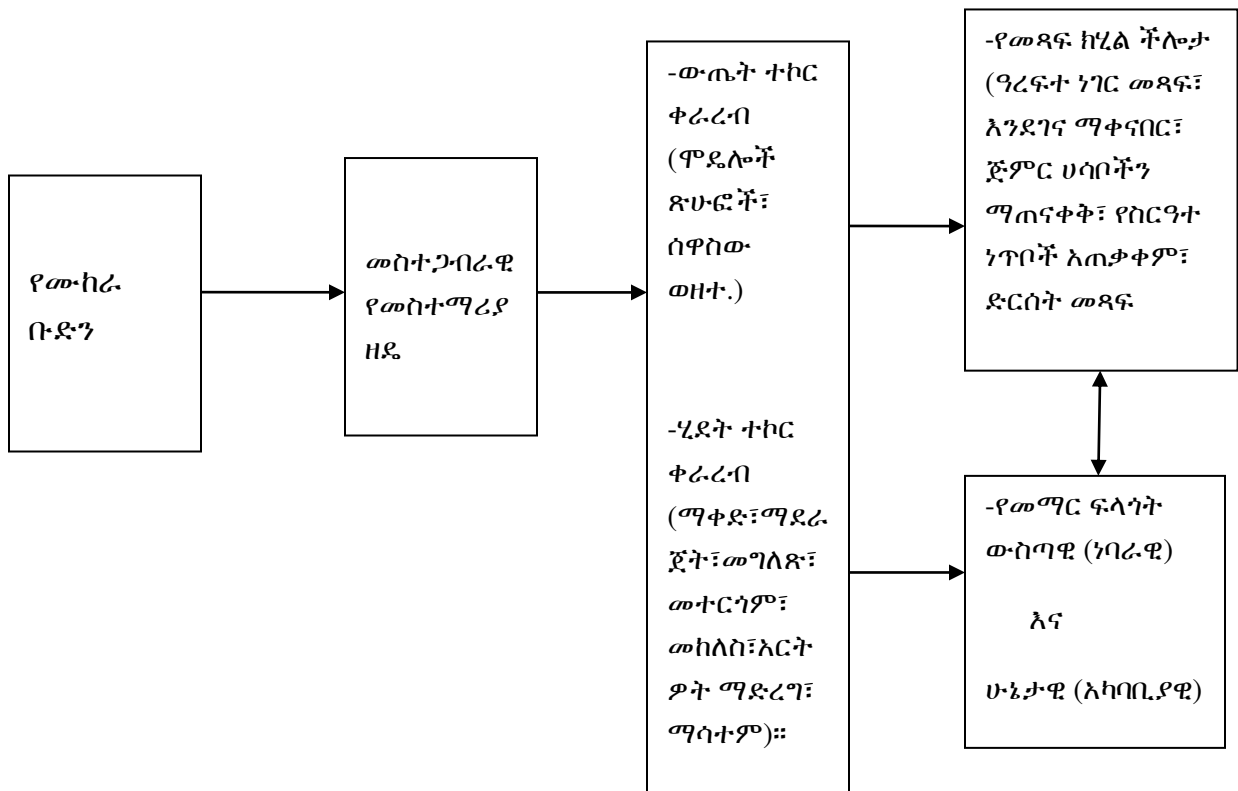 የሙከራ
ቡድን
መስተጋብራዊ
የመስተማሪያ
ዘዴ
-ውጤት ተኮር
ቀራረብ
(ሞዴሎች
ጽሁፎች፣
ሰዋስው
ወዘተ.)
-ሂደት ተኮር
ቀራረብ
(ማቀድ፣ማደራ
ጀት፣መግለጽ፣
መተርጎም፣
መከለስ፣አርት
ዎት ማድረግ፣
ማሳተም)።
-የመጻፍ ክሂል ችሎታ
(ዓረፍተ ነገር መጻፍ፣
እንደገና ማቀናበር፣
ጅምር ሀሳቦችን
ማጠናቀቅ፣ የስርዓተ
ነጥቦች አጠቃቀም፣
ድርሰት መጻፍ
-የመማር ፍላጎት
ውስጣዊ (ነባራዊ)
እና
ሁኔታዊ (አካባቢያዊ)